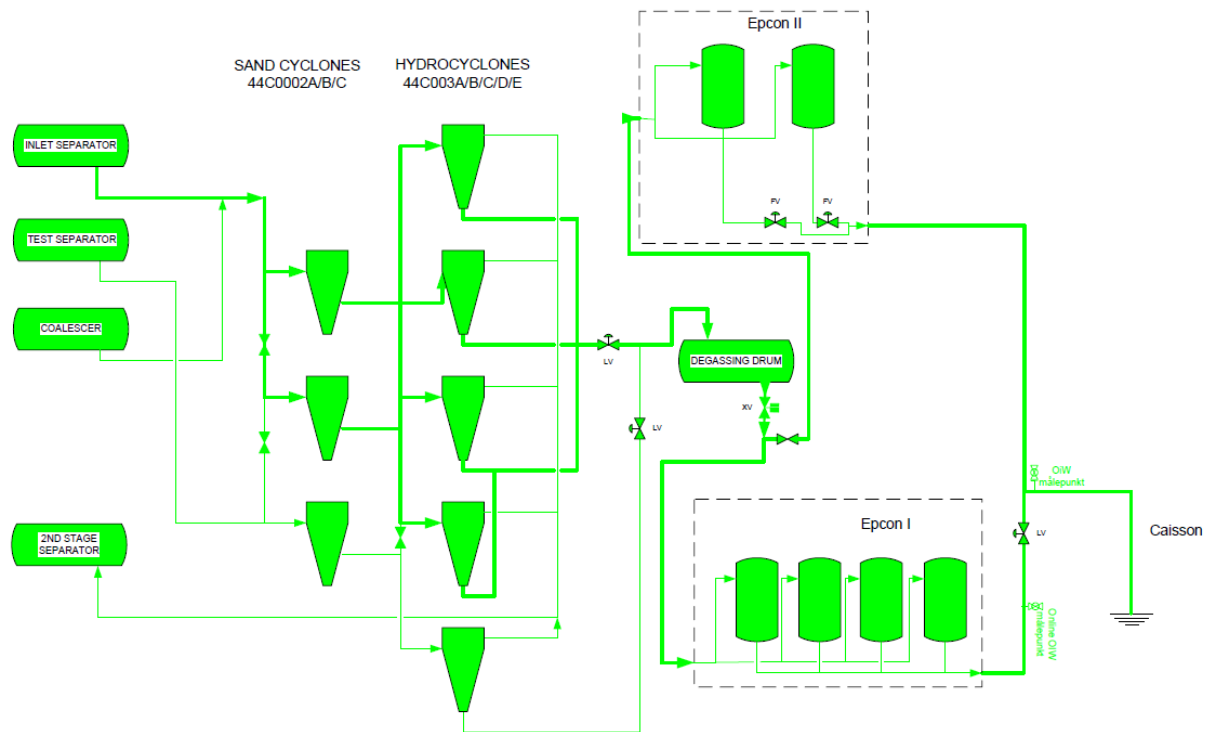 Epcon II
SAND CYCLONES
44C0002A/B/C
HYDROCYCLONES
44C003A/B/C/D/E
INLET SEPARATOR
TEST SEPARATOR
COALESCER
2ND STAGE
SEPARATOR
PV
PV
LV
DEGASSING DRUM
XV
LV
OiW
målepunkt
Epcon I
LV
Caisson
Online OiW
målepunkt